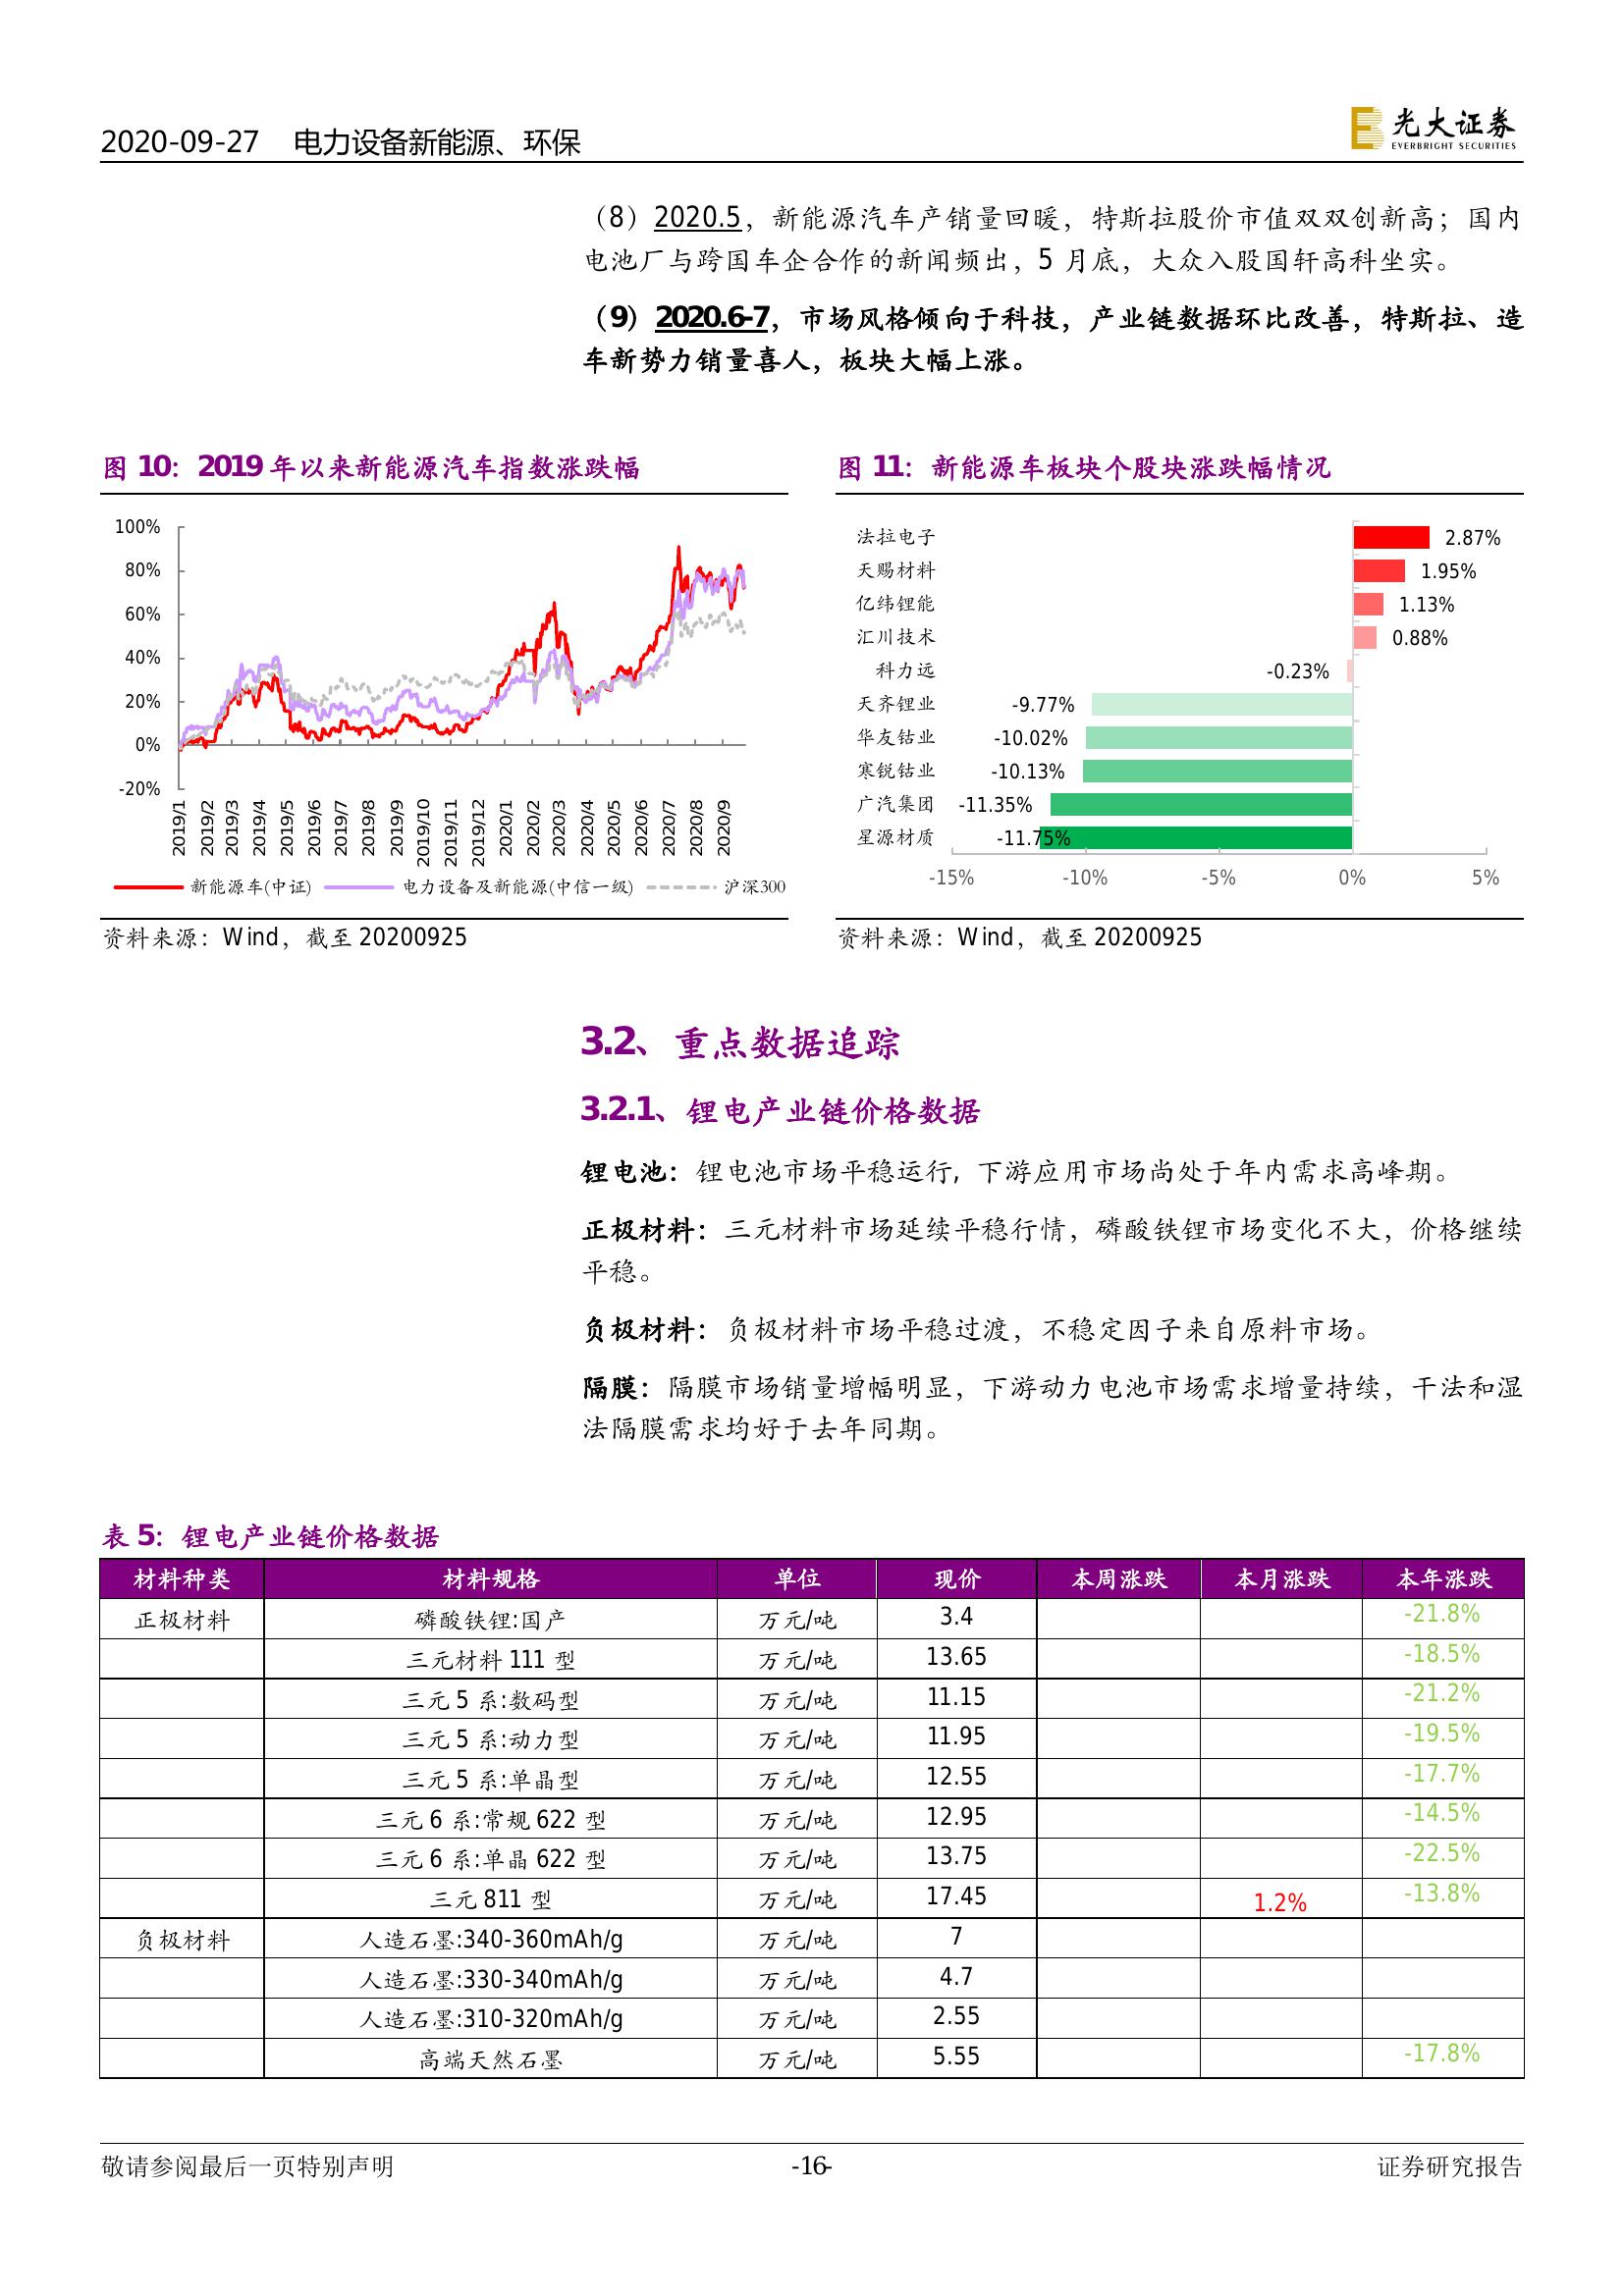 2020-09-27 电力设备新能源、环保
光大证券
EVERBRIGHT SECURITIES
（8）2020.5，新能源汽车产销量回暖，特斯拉股价市值双双创新高；国内
电池厂与跨国车企合作的新闻频出，5 月底，大众入股国轩高科坐实。
（9）2020.6-7，市场风格倾向于科技，产业链数据环比改善，特斯拉、造
车新势力销量喜人，板块大幅上涨。
图 10：2019 年以来新能源汽车指数涨跌幅
100%
80%
60%
40%
20%
0%
-20%
2019/1 2019/2 2019/3 2019/4 2019/5 2019/6 2019/7 2019/8 2019/9 2019/10 2019/11 2019/12 2020/1 2020/2 2020/3 2020/4 2020/5 2020/6 2020/7 2020/8 2020/9
新能源车(中证) 电力设备及新能源(中信一级) 沪深300
资料来源：Wind，截至 20200925
图 11：新能源车板块个股块涨跌幅情况
法拉电子 2.87%
天赐材料 1.95%
亿纬锂能 1.13%
汇川技术 0.88%
科力远 -0.23%
天齐锂业 -9.77%
华友钴业 -10.02%
寒锐钴业 -10.13%
广汽集团 -11.35%
星源材质 -11.75%
-15% -10% -5% 0% 5%
资料来源：Wind，截至 20200925
3.2、重点数据追踪
3.2.1、锂电产业链价格数据
锂电池：锂电池市场平稳运行, 下游应用市场尚处于年内需求高峰期。
正极材料：三元材料市场延续平稳行情，磷酸铁锂市场变化不大，价格继续
平稳。
负极材料：负极材料市场平稳过渡，不稳定因子来自原料市场。
隔膜：隔膜市场销量增幅明显，下游动力电池市场需求增量持续，干法和湿
法隔膜需求均好于去年同期。
表 5：锂电产业链价格数据
材料种类 材料规格 单位 现价 本周涨跌 本月涨跌 本年涨跌
正极材料 磷酸铁锂:国产 万元/吨 3.4 -21.8%
三元材料 111 型 万元/吨 13.65 -18.5%
三元 5 系:数码型 万元/吨 11.15 -21.2%
三元 5 系:动力型 万元/吨 11.95 -19.5%
三元 5 系:单晶型 万元/吨 12.55 -17.7%
三元 6 系:常规 622 型 万元/吨 12.95 -14.5%
三元 6 系:单晶 622 型 万元/吨 13.75 -22.5%
三元 811 型 万元/吨 17.45 1.2% -13.8%
负极材料 人造石墨:340-360mAh/g 万元/吨 7
人造石墨:330-340mAh/g 万元/吨 4.7
人造石墨:310-320mAh/g 万元/吨 2.55
高端天然石墨 万元/吨 5.55 -17.8%
敬请参阅最后一页特别声明 -16- 证券研究报告